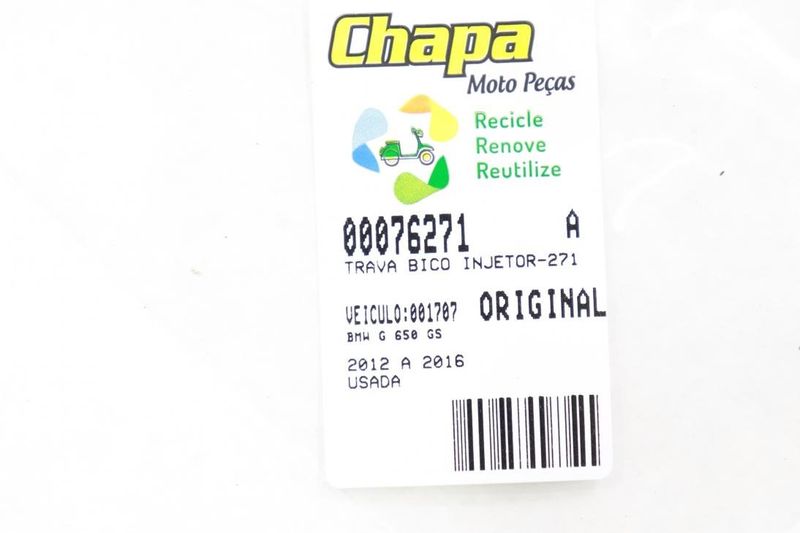 Chapa
Moto Peças
Recicle
Renove
Reutilize
00076271 A
TRAVA BICO INJETOR-271
VEICULO:001707 ORIGINAL
BMW G 650 GS
2012 A 2016
USADA